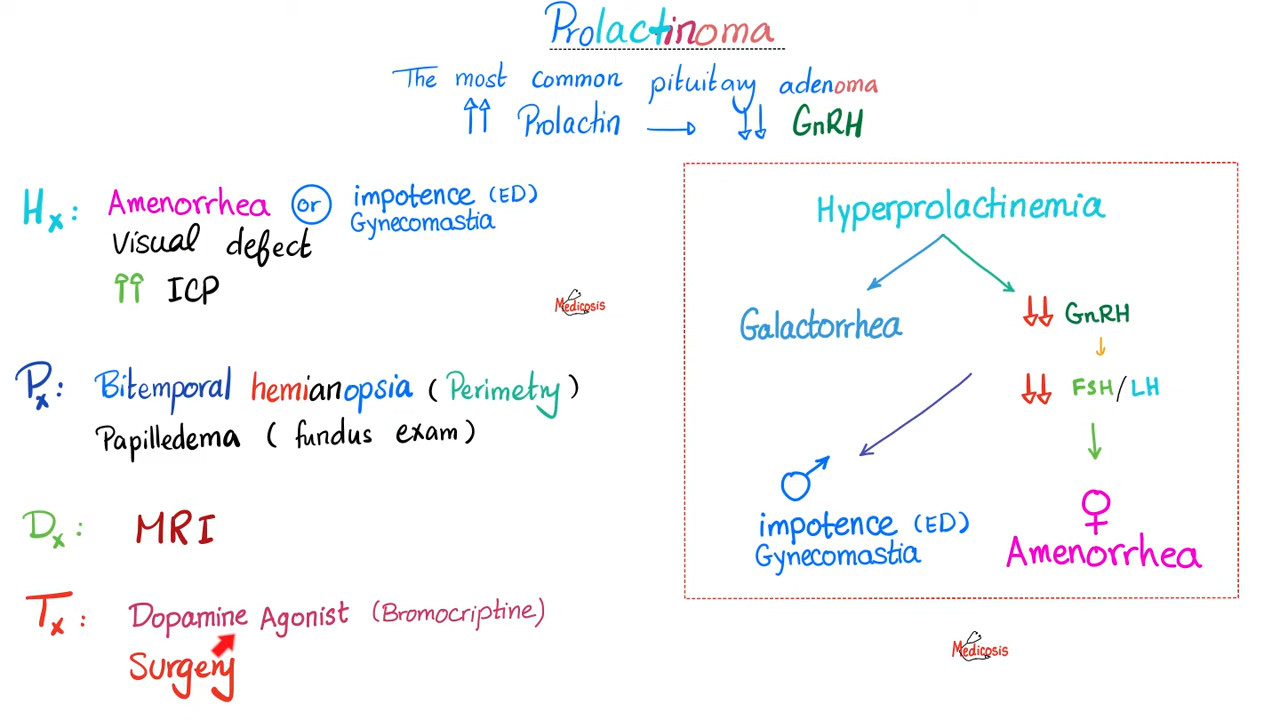 Prolactinoma
The most common pituitary adenoma
↑↑ Prolactin → ↓↓ GnRH
Hx: Amenorrhea or impotence (ED)
Gynecomastia
Visual defect
↑↑ ICP
Medicosis
Px: Bitemporal hemianopsia (Perimetry)
Papilledema (fundus exam)
Dx: MRI
Tx: Dopamine Agonist (Bromocriptine)
Surgery
Hyperprolactinemia
Galactorrhea
↓↓ GnRH
↓
↓↓ FSH/LH
↓
♂
impotence (ED)
Gynecomastia
♀
Amenorrhea
Medicosis